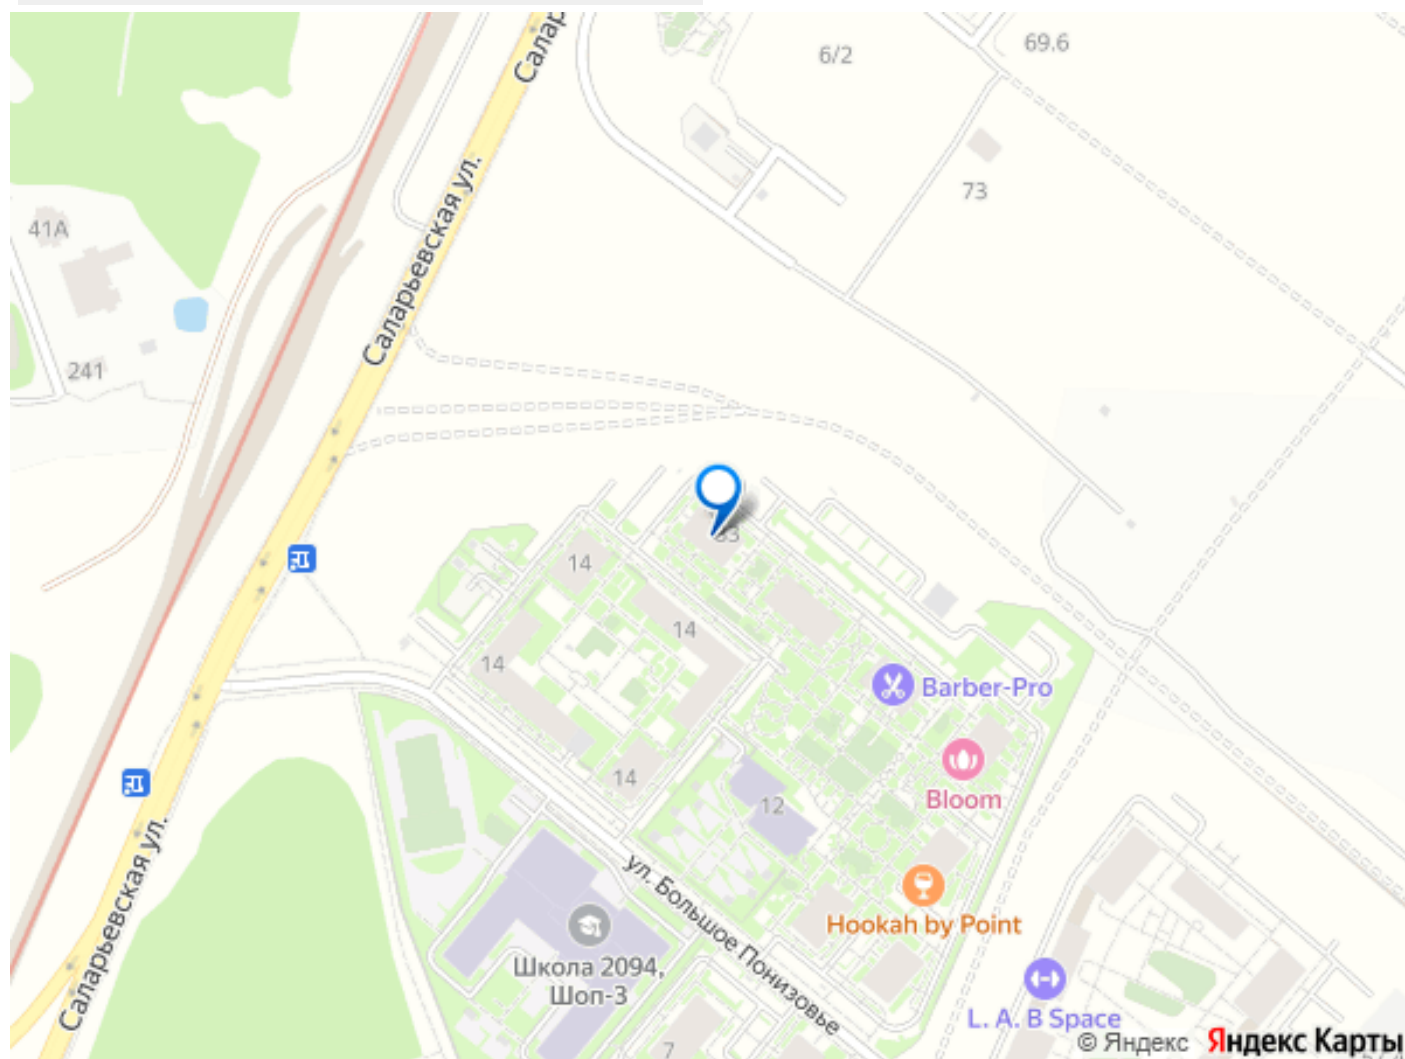 Салар
Саларьевская ул.
6/2
69.6
73
41А
241
33
14
14
14
14
Barber-Pro
Bloom
12
Hookah by Point
ул. Большое Понизовье
Школа 2094,
Шоп-3
Саларьевская ул.
L. A. B Space
7
© Яндекс Яндекс Карты